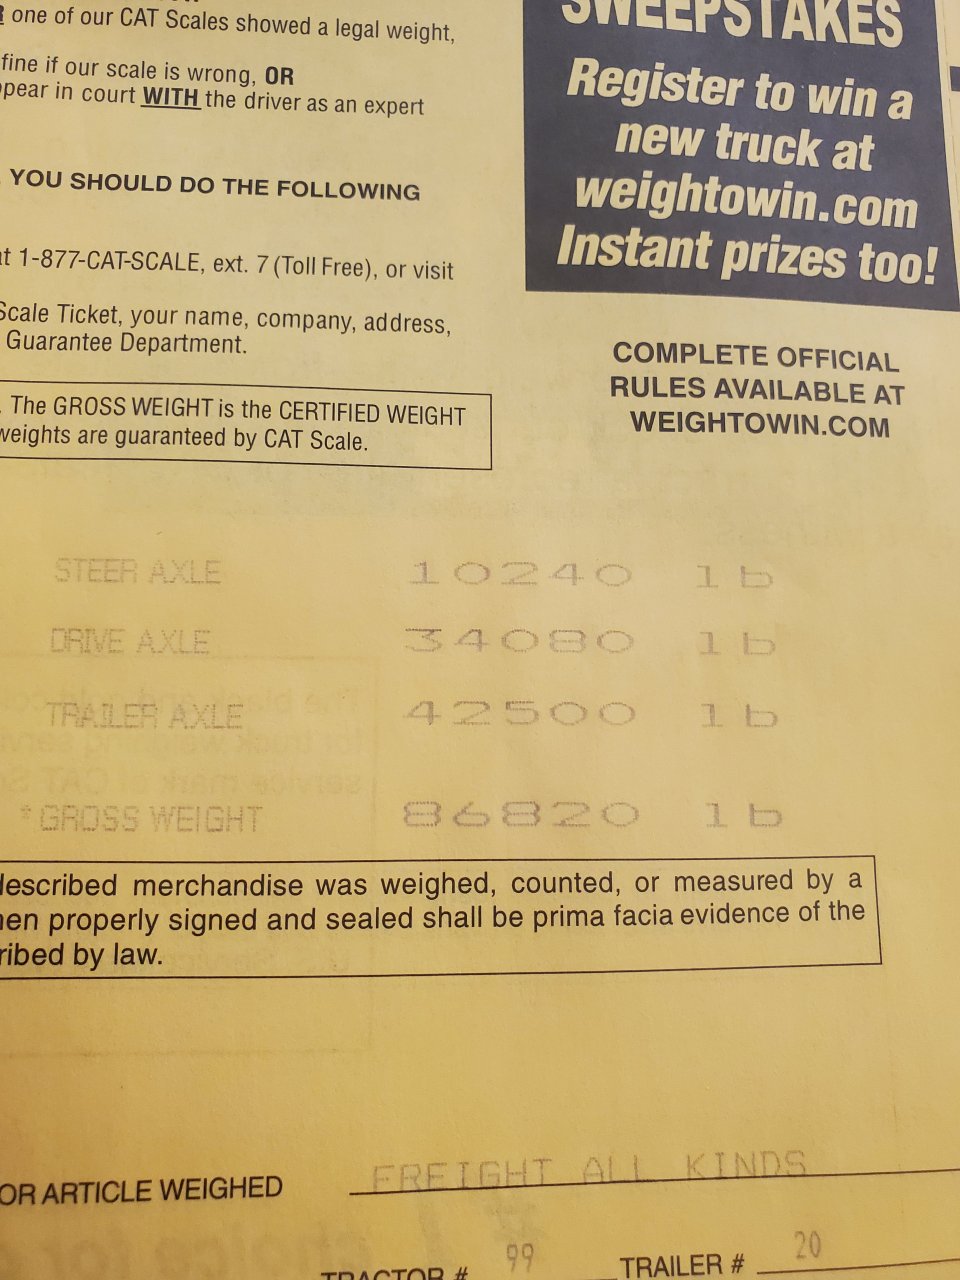 one of our CAT Scales showed a legal weight,
fine if our scale is wrong, OR
appear in court WITH the driver as an expert
YOU SHOULD DO THE FOLLOWING
at 1-877-CAT-SCALE, ext. 7 (Toll Free), or visit
Scale Ticket, your name, company, address,
Guarantee Department.
. The GROSS WEIGHT is the CERTIFIED WEIGHT
weights are guaranteed by CAT Scale.
SWEEPSTAKES
Register to win a
new truck at
weightowin.com
Instant prizes too!
COMPLETE OFFICIAL
RULES AVAILABLE AT
WEIGHTOWIN.COM
STEER AXLE 10240 lb
DRIVE AXLE 34080 lb
TRAILER AXLE 42500 lb
*GROSS WEIGHT 86820 lb
described merchandise was weighed, counted, or measured by a
when properly signed and sealed shall be prima facia evidence of the
cribed by law.
OR ARTICLE WEIGHED FREIGHT ALL KINDS
TRACTOR # 99 TRAILER # 20